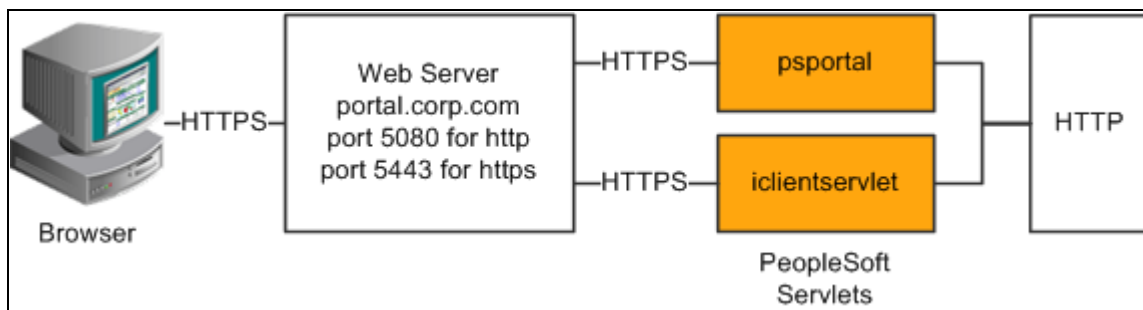 Browser
HTTPS
Web Server
portal.corp.com
port 5080 for http
port 5443 for https
HTTPS
psportal
HTTPS
iclientservlet
PeopleSoft
Servlets
HTTP